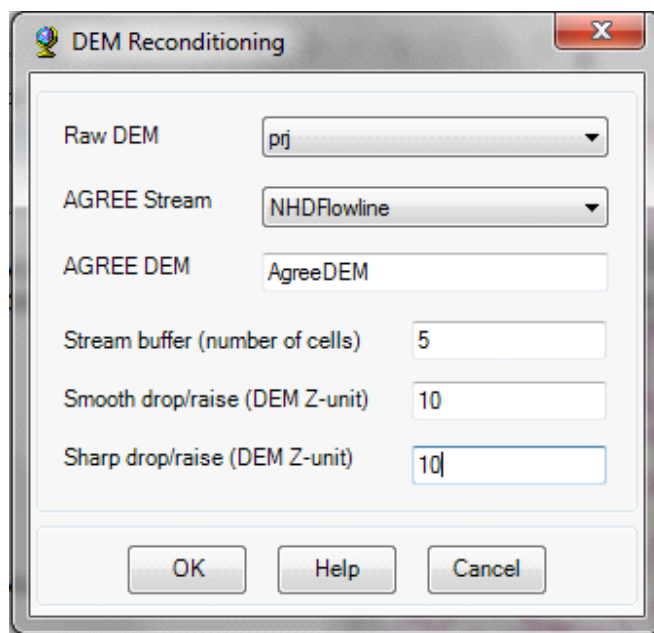 DEM Reconditioning
Raw DEM prj
AGREE Stream NHDFlowline
AGREE DEM AgreeDEM
Stream buffer (number of cells) 5
Smooth drop/raise (DEM Z-unit) 10
Sharp drop/raise (DEM Z-unit) 10
OK Help Cancel